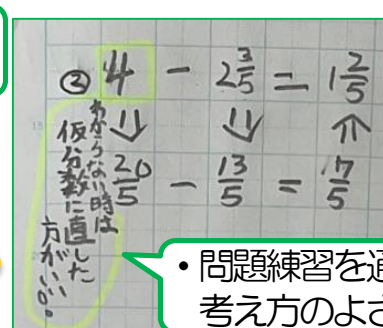 ② 4 - 2 3/5 = 1 2/5
⇓ ⇓ ⇑
20/5 - 13/5 = 7/5
わからない時は
仮分数に直した
方がいい。
・問題練習を通
考え方のよさ